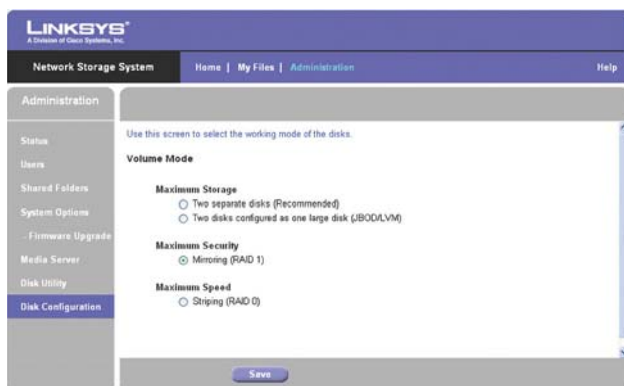 LINKSYS®
A Division of Cisco Systems, Inc.
Network Storage System
Home | My Files | Administration
Help
Administration
Status
Users
Shared Folders
System Options
- Firmware Upgrade
Media Server
Disk Utility
Disk Configuration
Use this screen to select the working mode of the disks.
Volume Mode
Maximum Storage
Two separate disks (Recommended)
Two disks configured as one large disk (JBOD/LVM)
Maximum Security
Mirroring (RAID 1)
Maximum Speed
Striping (RAID 0)
Save